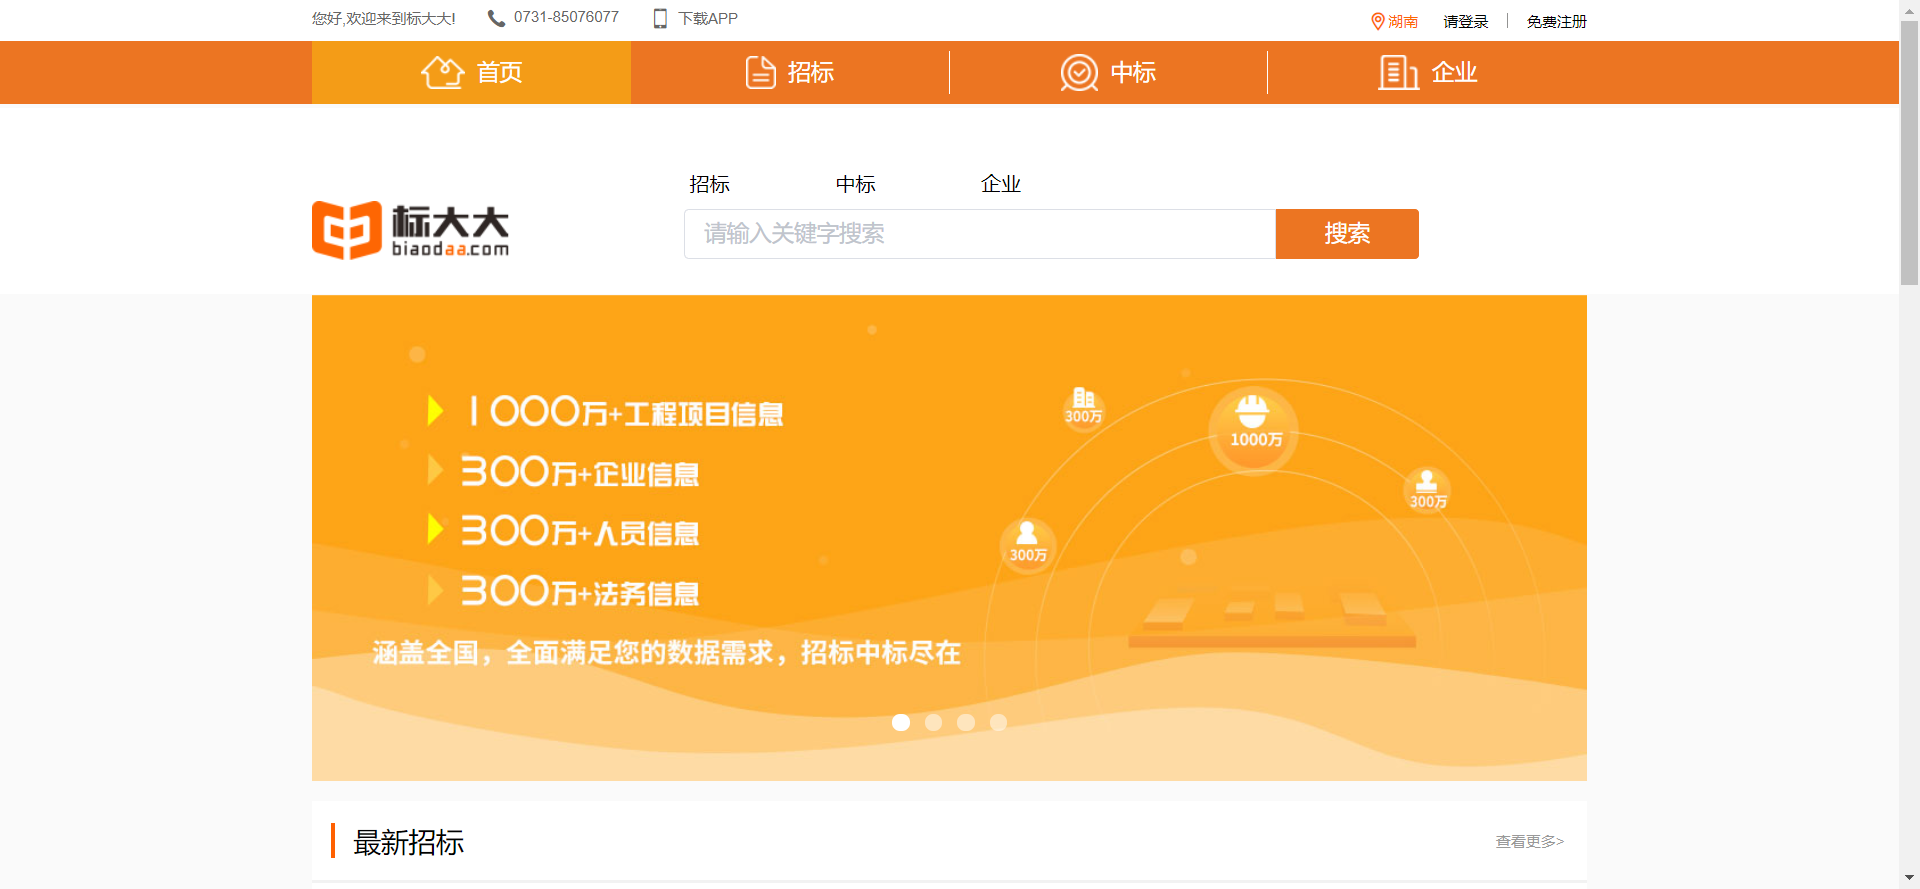 您好,欢迎来到标大大! 0731-85076077 下载APP 湖南 请登录 免费注册
首页 招标 中标 企业
招标 中标 企业
标大大
biaodaa.com
请输入关键字搜索 搜索
1000万+工程项目信息
300万+企业信息
300万+人员信息
300万+法务信息
涵盖全国，全面满足您的数据需求，招标中标尽在
300万
1000万
300万
300万
最新招标 查看更多>